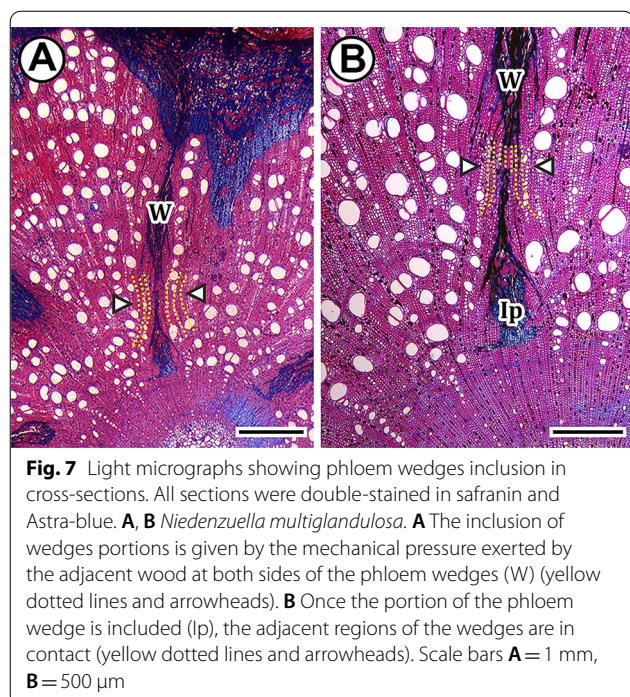 A
B
W
W
Ip
Fig. 7 Light micrographs showing phloem wedges inclusion in
cross-sections. All sections were double-stained in safranin and
Astra-blue. A, B Niedenzuella multiglandulosa. A The inclusion of
wedges portions is given by the mechanical pressure exerted by
the adjacent wood at both sides of the phloem wedges (W) (yellow
dotted lines and arrowheads). B Once the portion of the phloem
wedge is included (Ip), the adjacent regions of the wedges are in
contact (yellow dotted lines and arrowheads). Scale bars A = 1 mm,
B = 500 μm